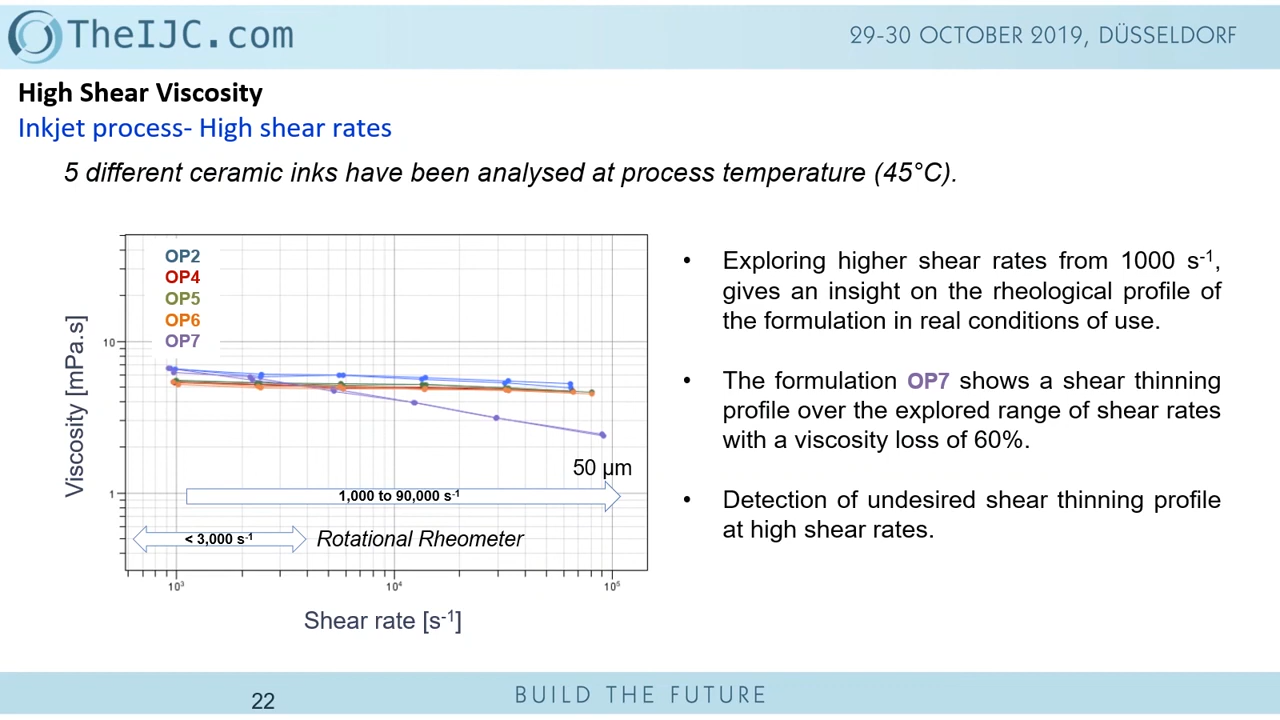 TheIJC.com
29-30 OCTOBER 2019, DÜSSELDORF
High Shear Viscosity
Inkjet process- High shear rates
5 different ceramic inks have been analysed at process temperature (45°C).
OP2
OP4
OP5
OP6
OP7
10
1
Viscosity [mPa.s]
50 µm
1,000 to 90,000 s⁻¹
< 3,000 s⁻¹
Rotational Rheometer
10³
10⁴
10⁵
Shear rate [s⁻¹]
• Exploring higher shear rates from 1000 s⁻¹,
gives an insight on the rheological profile of
the formulation in real conditions of use.
• The formulation OP7 shows a shear thinning
profile over the explored range of shear rates
with a viscosity loss of 60%.
• Detection of undesired shear thinning profile
at high shear rates.
22
BUILD THE FUTURE